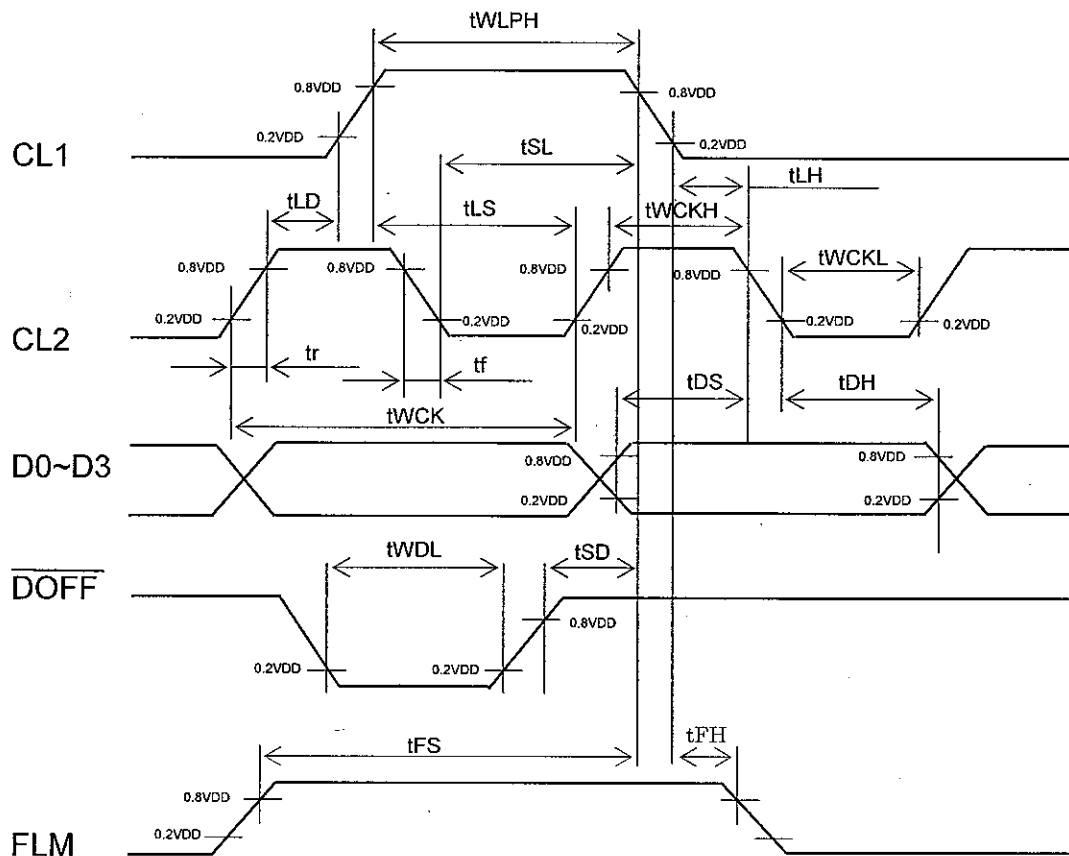 tWLPH
0.8VDD 0.8VDD
0.2VDD 0.2VDD
CL1
tSL
tLH
tLD tLS tWCKH
0.8VDD 0.8VDD 0.8VDD 0.8VDD tWCKL
0.2VDD 0.2VDD 0.2VDD 0.2VDD 0.2VDD
CL2
tr tf
tDS tDH
tWCK
D0~D3
0.8VDD 0.8VDD
0.2VDD 0.2VDD
tWDL tSD
DOFF
0.8VDD
0.2VDD 0.2VDD
tFS tFH
0.8VDD
0.2VDD
FLM